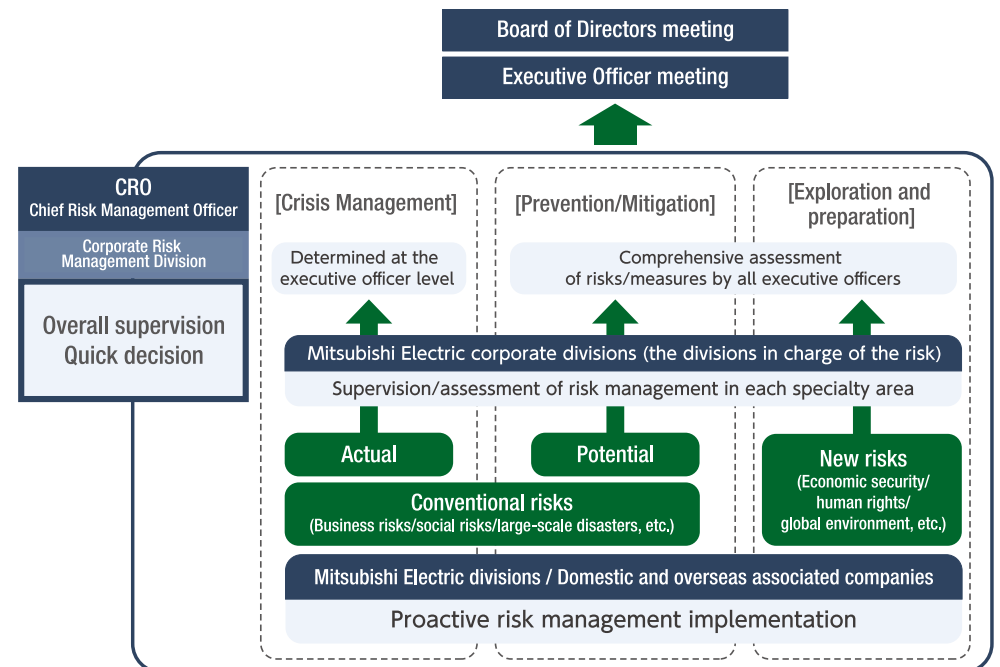 Board of Directors meeting
Executive Officer meeting
CRO
Chief Risk Management Officer
Corporate Risk
Management Division
Overall supervision
Quick decision
[Crisis Management]
[Prevention/Mitigation]
[Exploration and
preparation]
Determined at the
executive officer level
Comprehensive assessment
of risks/measures by all executive officers
Mitsubishi Electric corporate divisions (the divisions in charge of the risk)
Supervision/assessment of risk management in each specialty area
Actual
Potential
Conventional risks
(Business risks/social risks/large-scale disasters, etc.)
New risks
(Economic security/
human rights/
global environment, etc.)
Mitsubishi Electric divisions / Domestic and overseas associated companies
Proactive risk management implementation